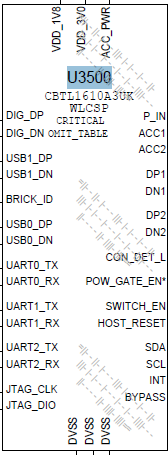 VDD_1V8
VDD_3V0
ACC_PWR
U3500
CBTL1610A3UK
WLCSP
CRITICAL
OMIT_TABLE
DIG_DP
DIG_DN
USB1_DP
USB1_DN
BRICK_ID
USB0_DP
USB0_DN
UART0_TX
UART0_RX
UART1_TX
UART1_RX
UART2_TX
UART2_RX
JTAG_CLK
JTAG_DIO
P_IN
ACC1
ACC2
DP1
DN1
DP2
DN2
CON_DET_L
POW_GATE_EN*
SWITCH_EN
HOST_RESET
SDA
SCL
INT
BYPASS
DVSS
DVSS
DVSS